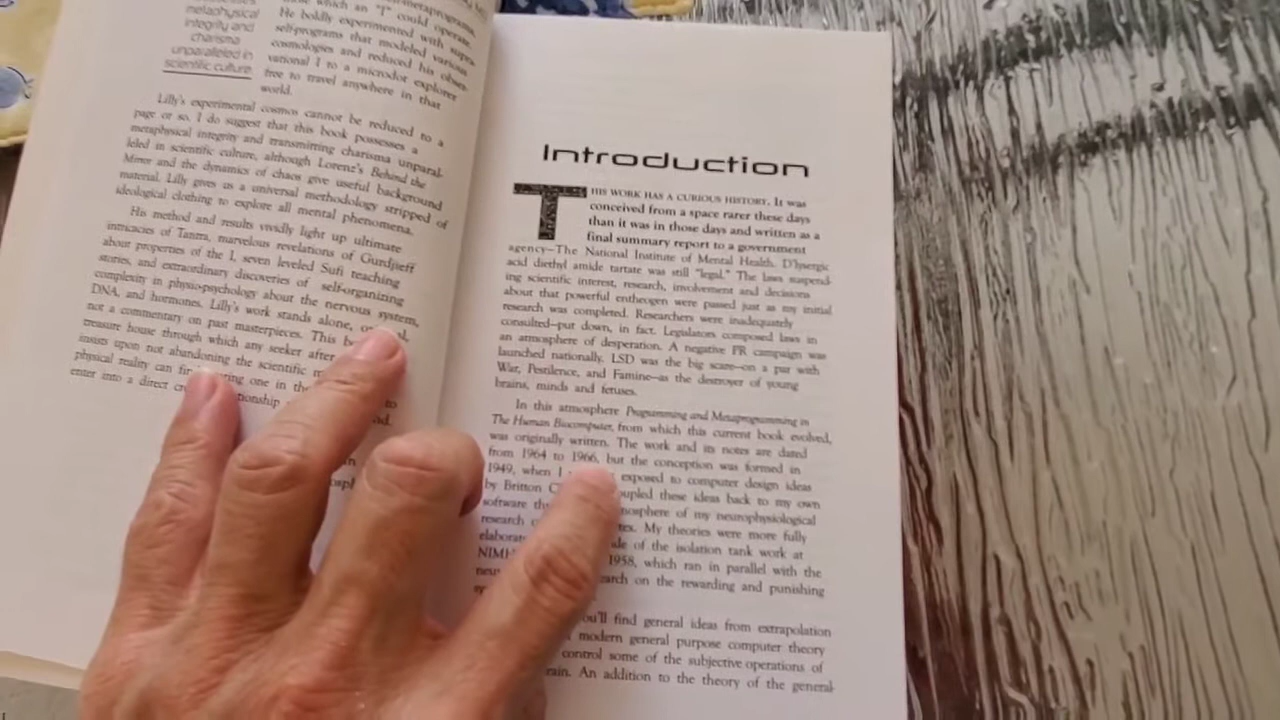 metaphysical
integrity and
charisma
unparalleled in
scientific culture
which an "I" could operate.
He boldly experimented with supra-
self-programs that modeled various
cosmologies and reduced his obser-
vational I to a microdot explorer
free to travel anywhere in that
world.
Lilly's experimental cosmos cannot be reduced to a
page or so. I do suggest that this book possesses a
metaphysical integrity and transmitting charisma unparal-
leled in scientific culture, although Lorenz's Behind the
Mirror and the dynamics of chaos give useful background
material. Lilly gives us a universal methodology stripped of
ideological clothing to explore all mental phenomena.
His method and results vividly light up ultimate
intricacies of Tantra, marvelous revelations of Gurdjieff
about properties of the I, seven leveled Sufi teaching
stories, and extraordinary discoveries of self-organizing
complexity in physio-psychology about the nervous system,
DNA, and hormones. Lilly's work stands alone,
not a commentary on past masterpieces. This
treasure house through which any seeker after
insists upon not abandoning the scientific
physical reality can one in the to
enter into a direct
Introduction
THIS WORK HAS A CURIOUS HISTORY. It was
conceived from a space rarer these days
than it was in those days and written as a
final summary report to a government
agency—The National Institute of Mental Health. D'lysergic
acid diethyl amide tartate was still "legal." The laws suspend-
ing scientific interest, research, involvement and decisions
about that powerful entheogen were passed just as my initial
research was completed. Researchers were inadequately
consulted—put down, in fact. Legislators composed laws in
an atmosphere of desperation. A negative PR campaign was
launched nationally. LSD was the big scare—on a par with
War, Pestilence, and Famine—as the destroyer of young
brains, minds and fetuses.
In this atmosphere Programming and Metaprogramming in
The Human Biocomputer, from which this current book evolved,
was originally written. The work and its notes are dated
from 1964 to 1966, but the conception was formed in
1949, when I exposed to computer design ideas
by Britton these ideas back to my own
software of my neurophysiological
research My theories were more fully
of the isolation tank work at
NIMH 1958, which ran in parallel with the
on the rewarding and punishing
you'll find general ideas from extrapolation
modern general purpose computer theory
control some of the subjective operations of
An addition to the theory of the general-